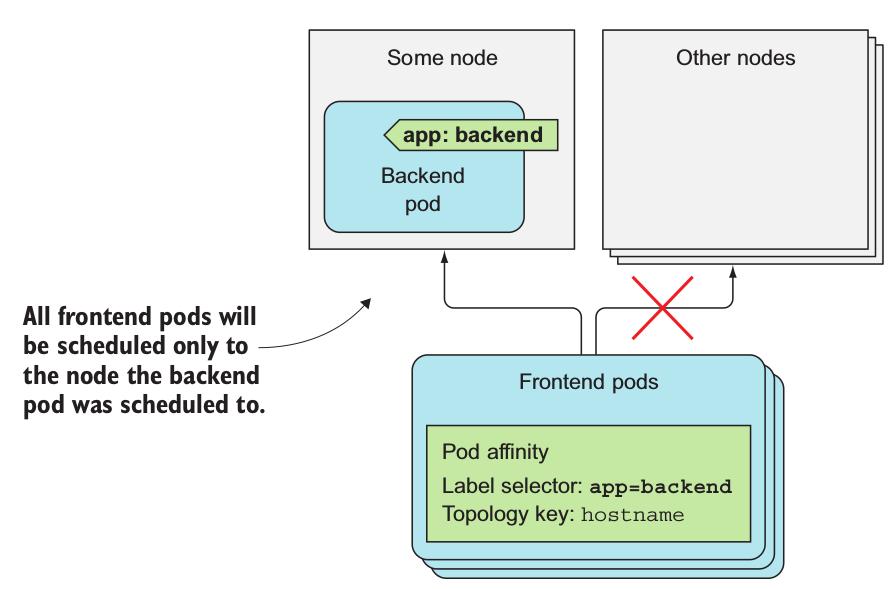 Some node
Other nodes
app: backend
Backend
pod
All frontend pods will
be scheduled only to
the node the backend
pod was scheduled to.
Frontend pods
Pod affinity
Label selector: app=backend
Topology key: hostname